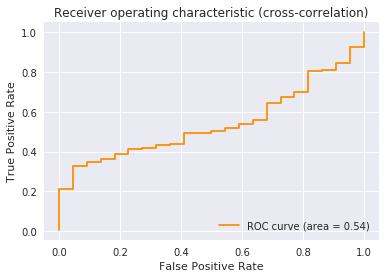 Receiver operating characteristic (cross-correlation)
True Positive Rate
1.0
0.8
0.6
0.4
0.2
0.0
ROC curve (area = 0.54)
0.0 0.2 0.4 0.6 0.8 1.0
False Positive Rate